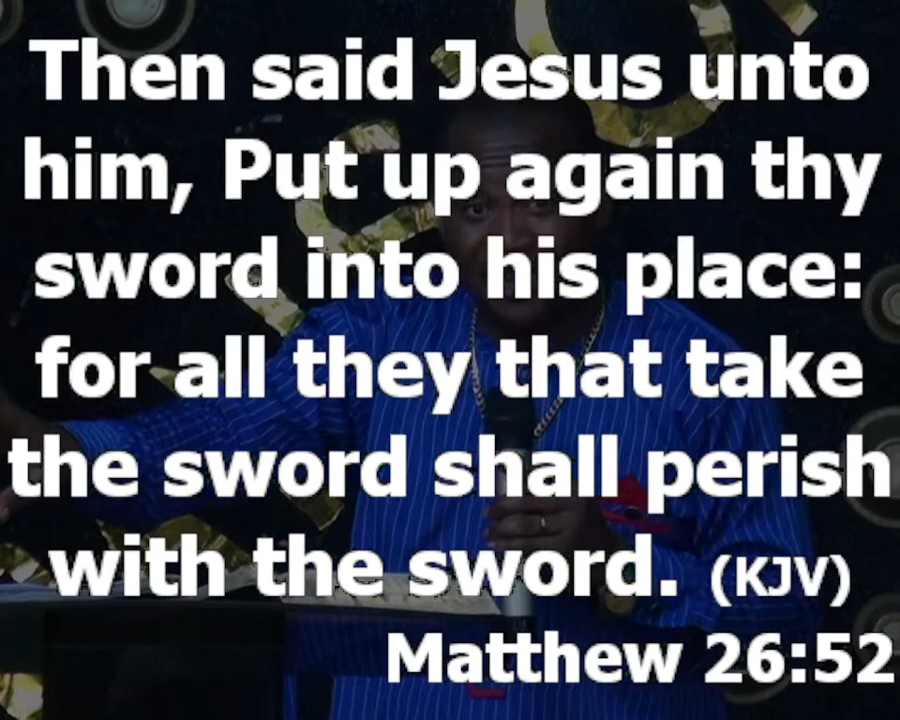 Then said Jesus unto
him, Put up again thy
sword into his place:
for all they that take
the sword shall perish
with the sword. (KJV)
Matthew 26:52